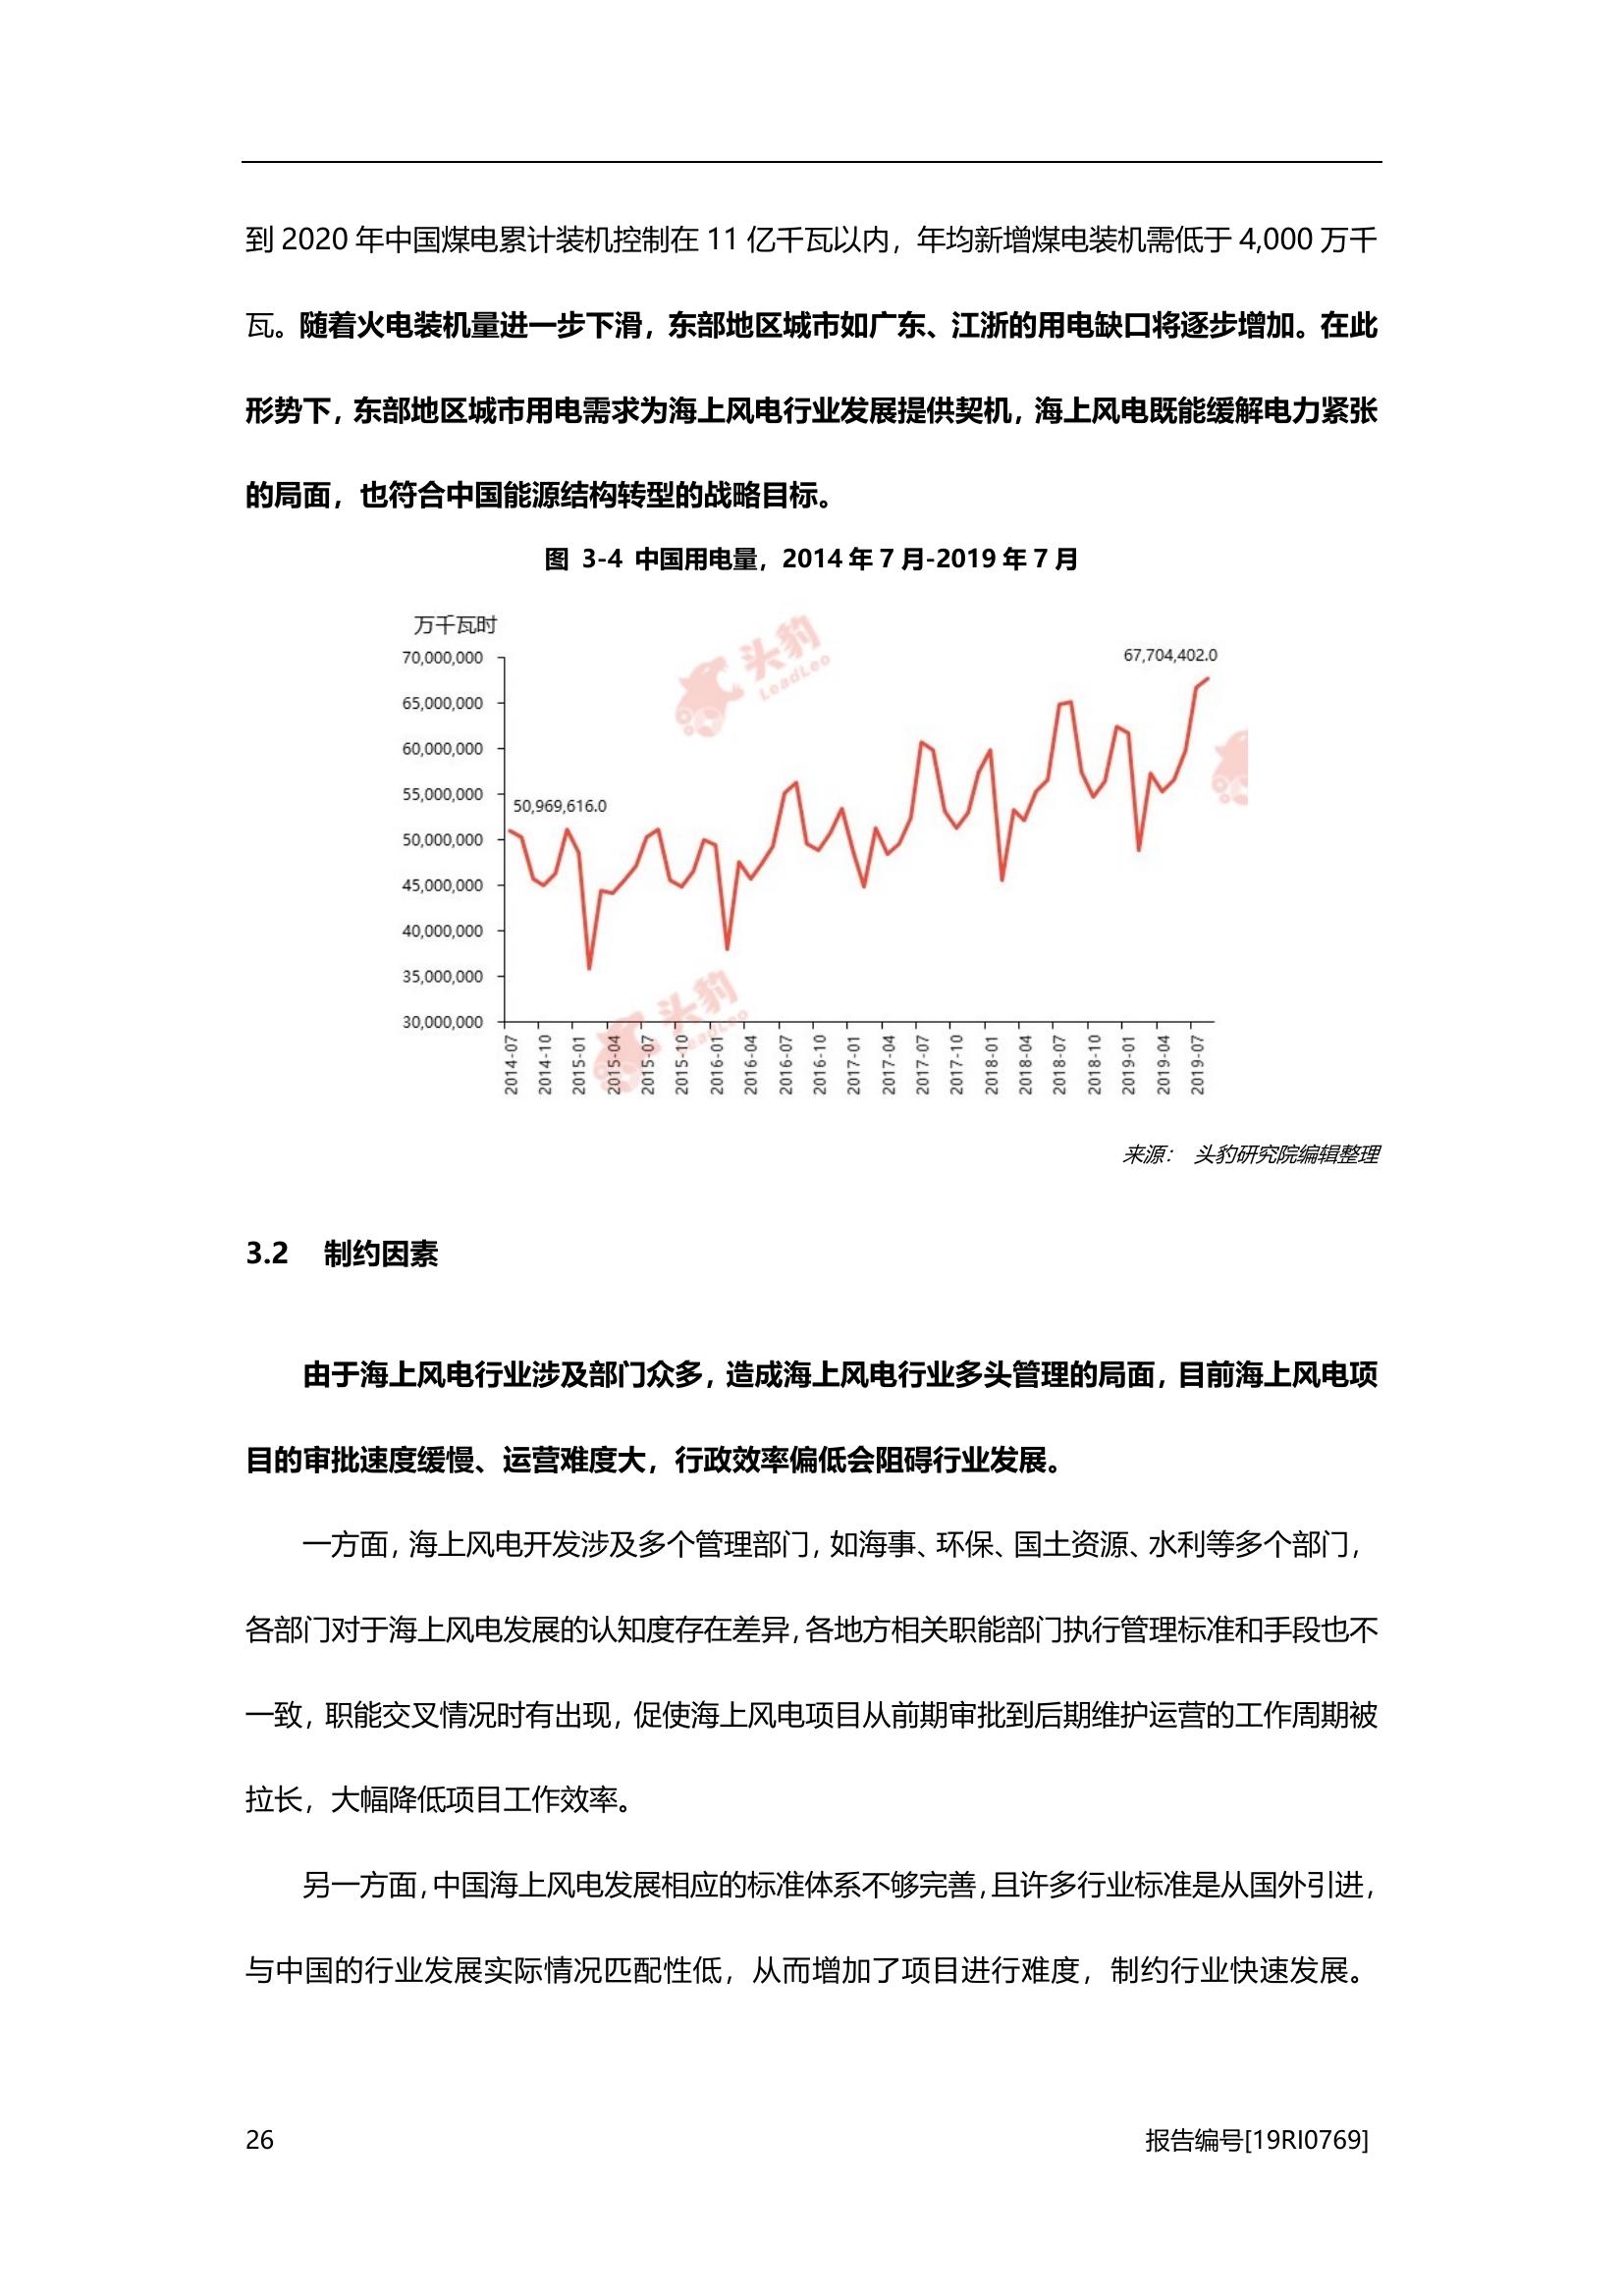 到 2020 年中国煤电累计装机控制在 11 亿千瓦以内，年均新增煤电装机需低于 4,000 万千
瓦。随着火电装机量进一步下滑，东部地区城市如广东、江浙的用电缺口将逐步增加。在此
形势下，东部地区城市用电需求为海上风电行业发展提供契机，海上风电既能缓解电力紧张
的局面，也符合中国能源结构转型的战略目标。
图 3-4 中国用电量，2014 年 7 月-2019 年 7 月
万千瓦时
头豹
LeadLeo
70,000,000
65,000,000
60,000,000
55,000,000
50,000,000
45,000,000
40,000,000
35,000,000
30,000,000
50,969,616.0
67,704,402.0
头豹
LeadLeo
2014-07
2014-10
2015-01
2015-04
2015-07
2015-10
2016-01
2016-04
2016-07
2016-10
2017-01
2017-04
2017-07
2017-10
2018-01
2018-04
2018-07
2018-10
2019-01
2019-04
2019-07
来源： 头豹研究院编辑整理
3.2 制约因素
由于海上风电行业涉及部门众多，造成海上风电行业多头管理的局面，目前海上风电项
目的审批速度缓慢、运营难度大，行政效率偏低会阻碍行业发展。
一方面，海上风电开发涉及多个管理部门，如海事、环保、国土资源、水利等多个部门，
各部门对于海上风电发展的认知度存在差异，各地方相关职能部门执行管理标准和手段也不
一致，职能交叉情况时有出现，促使海上风电项目从前期审批到后期维护运营的工作周期被
拉长，大幅降低项目工作效率。
另一方面，中国海上风电发展相应的标准体系不够完善，且许多行业标准是从国外引进，
与中国的行业发展实际情况匹配性低，从而增加了项目进行难度，制约行业快速发展。
26
报告编号[19RI0769]